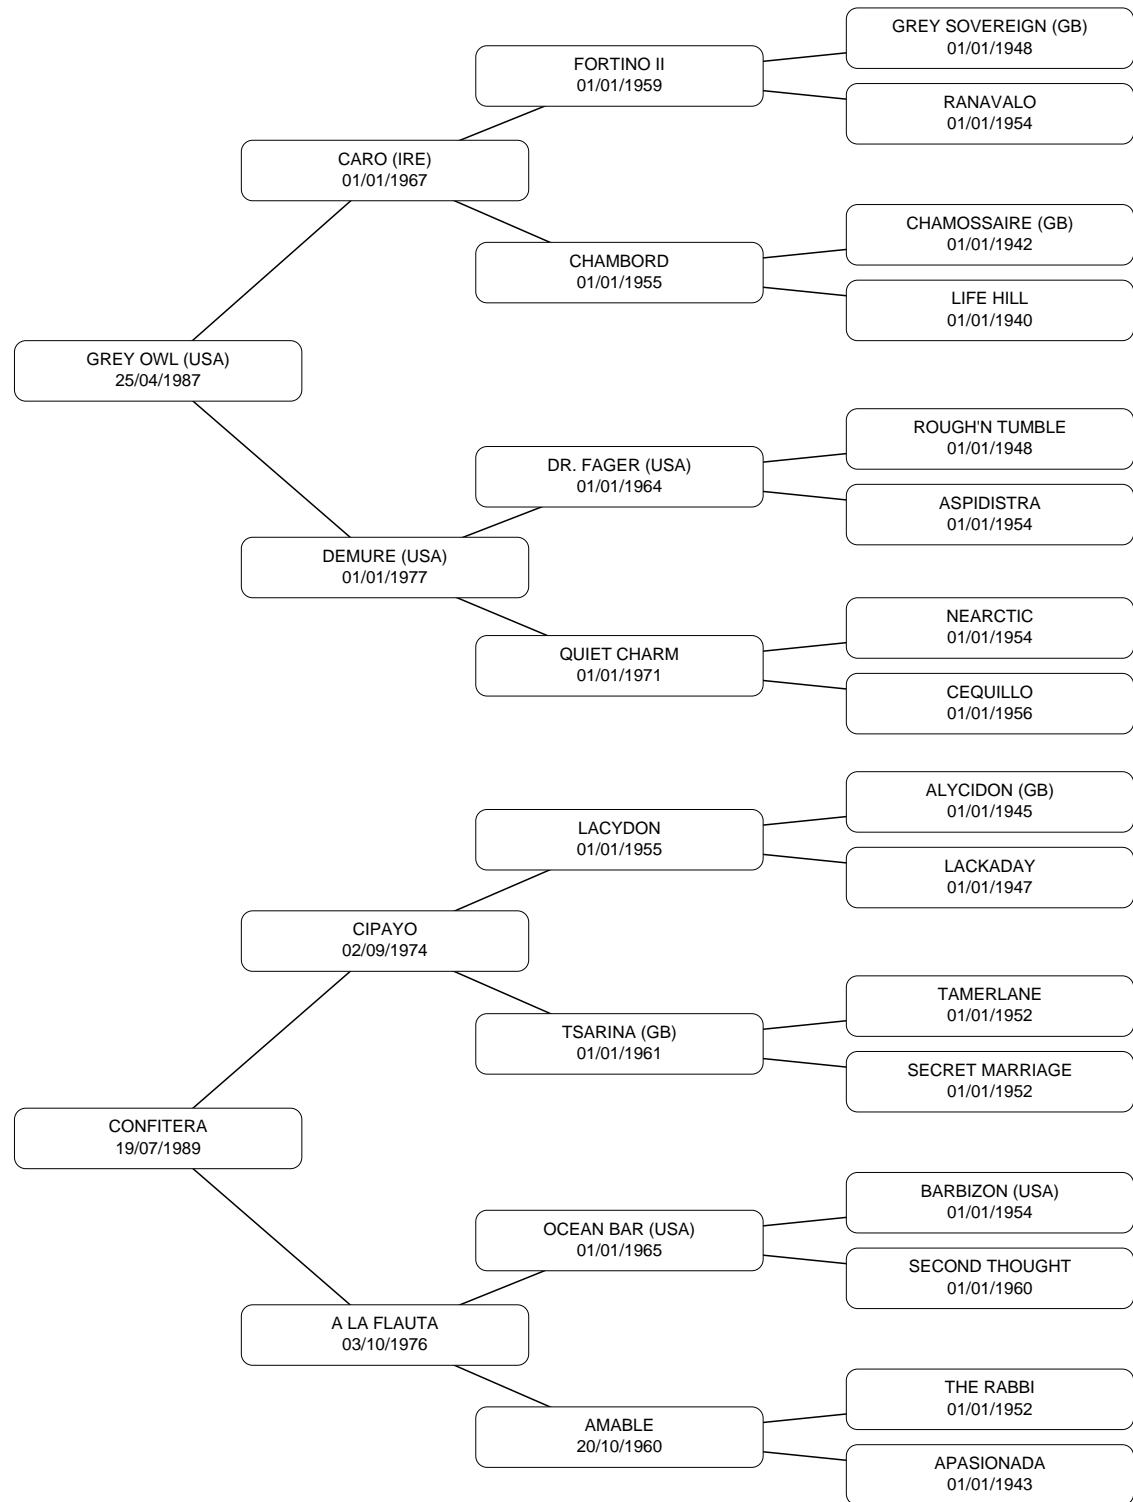 GREY SOVEREIGN (GB)
01/01/1948
FORTINO II
01/01/1959
RANAVALO
01/01/1954
CARO (IRE)
01/01/1967
CHAMOSSAIRE (GB)
01/01/1942
CHAMBORD
01/01/1955
LIFE HILL
01/01/1940
GREY OWL (USA)
25/04/1987
ROUGH'N TUMBLE
01/01/1948
DR. FAGER (USA)
01/01/1964
ASPIDISTRA
01/01/1954
DEMURE (USA)
01/01/1977
NEARCTIC
01/01/1954
QUIET CHARM
01/01/1971
CEQUILLO
01/01/1956
ALYCIDON (GB)
01/01/1945
LACYDON
01/01/1955
LACKADAY
01/01/1947
CIPAYO
02/09/1974
TAMERLANE
01/01/1952
TSARINA (GB)
01/01/1961
SECRET MARRIAGE
01/01/1952
CONFITERA
19/07/1989
BARBIZON (USA)
01/01/1954
OCEAN BAR (USA)
01/01/1965
SECOND THOUGHT
01/01/1960
A LA FLAUTA
03/10/1976
THE RABBI
01/01/1952
AMABLE
20/10/1960
APASIONADA
01/01/1943